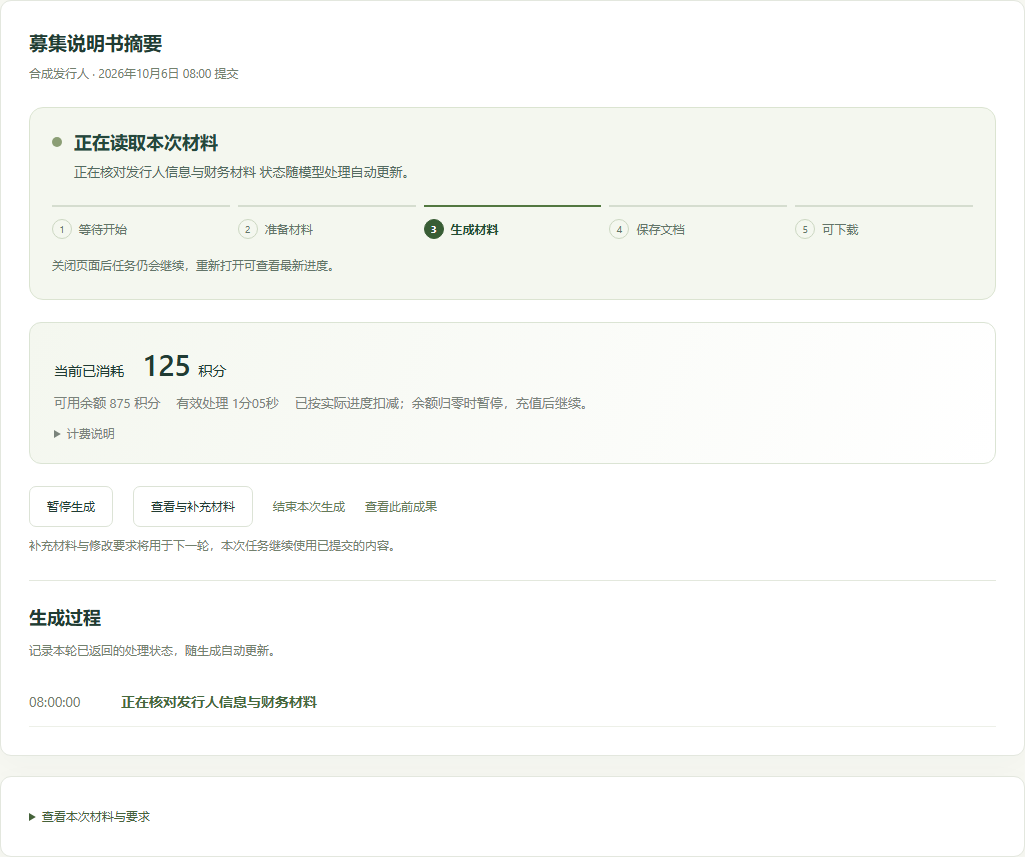 募集说明书摘要
合成发行人 · 2026年10月6日 08:00 提交
正在读取本次材料
正在核对发行人信息与财务材料 状态随模型处理自动更新。
1 等待开始 2 准备材料 3 生成材料 4 保存文档 5 可下载
关闭页面后任务仍会继续，重新打开可查看最新进度。
当前已消耗 125 积分
可用余额 875 积分 有效处理 1分05秒 已按实际进度扣减；余额归零时暂停，充值后继续。
计费说明
暂停生成 查看与补充材料 结束本次生成 查看此前成果
补充材料与修改要求将用于下一轮，本次任务继续使用已提交的内容。
生成过程
记录本轮已返回的处理状态，随生成自动更新。
08:00:00 正在核对发行人信息与财务材料
查看本次材料与要求